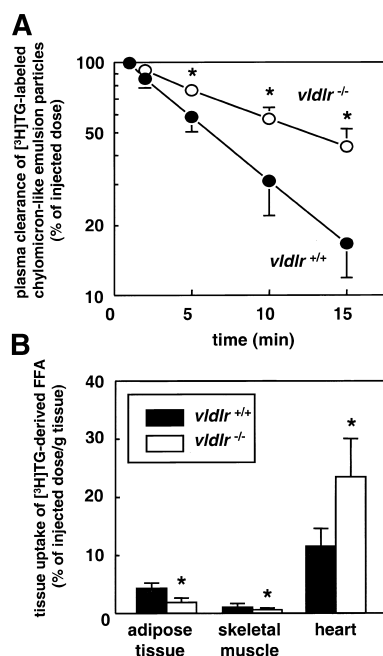 A
plasma clearance of [³H]TG-labeled
chylomicron-like emulsion particles
(% of injected dose)
100
50
20
10
*
*
*
vldlr -/-
vldlr +/+
0
5
10
15
time (min)
B
tissue uptake of [³H]TG-derived FFA
(% of injected dose/g tissue)
40
30
20
10
0
vldlr +/+
vldlr -/-
*
*
*
adipose
tissue
skeletal
muscle
heart